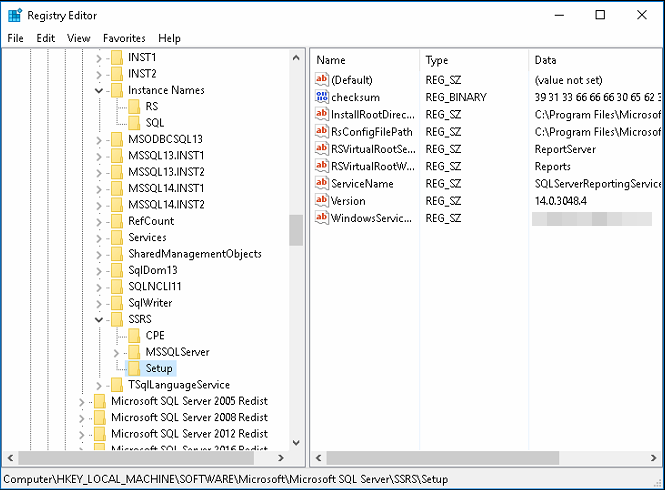 Registry Editor
File Edit View Favorites Help
INST1
INST2
Instance Names
RS
SQL
MSODBCSQL13
MSSQL13.INST1
MSSQL13.INST2
MSSQL14.INST1
MSSQL14.INST2
RefCount
Services
SharedManagementObjects
SqlDom13
SQLNCLI11
SqlWriter
SSRS
CPE
MSSQLServer
Setup
TSqlLanguageService
Microsoft SQL Server 2005 Redist
Microsoft SQL Server 2008 Redist
Microsoft SQL Server 2012 Redist
Microsoft SQL Server 2016 Redist
Name Type Data
(Default) REG_SZ (value not set)
checksum REG_BINARY 39 31 33 66 66 66 30 65 62 3
InstallRootDirec... REG_SZ C:\Program Files\Microsof
RsConfigFilePath REG_SZ C:\Program Files\Microsof
RSVirtualRootSe... REG_SZ ReportServer
RSVirtualRootW... REG_SZ Reports
ServiceName REG_SZ SQLServerReportingService
Version REG_SZ 14.0.3048.4
WindowsServic... REG_SZ
Computer\HKEY_LOCAL_MACHINE\SOFTWARE\Microsoft\Microsoft SQL Server\SSRS\Setup